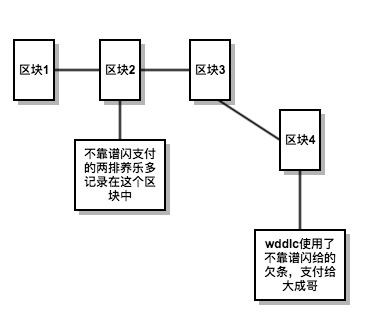 区块1
区块2
区块3
区块4
不靠谱闪支付
的两排养乐多
记录在这个区
块中
wddlc使用了
不靠谱闪给的
欠条，支付给
大成哥